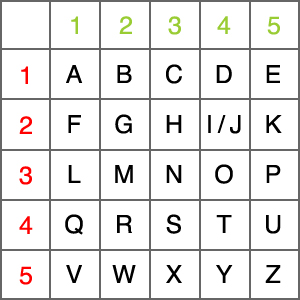 1 2 3 4 5
1 A B C D E
2 F G H I/J K
3 L M N O P
4 Q R S T U
5 V W X Y Z